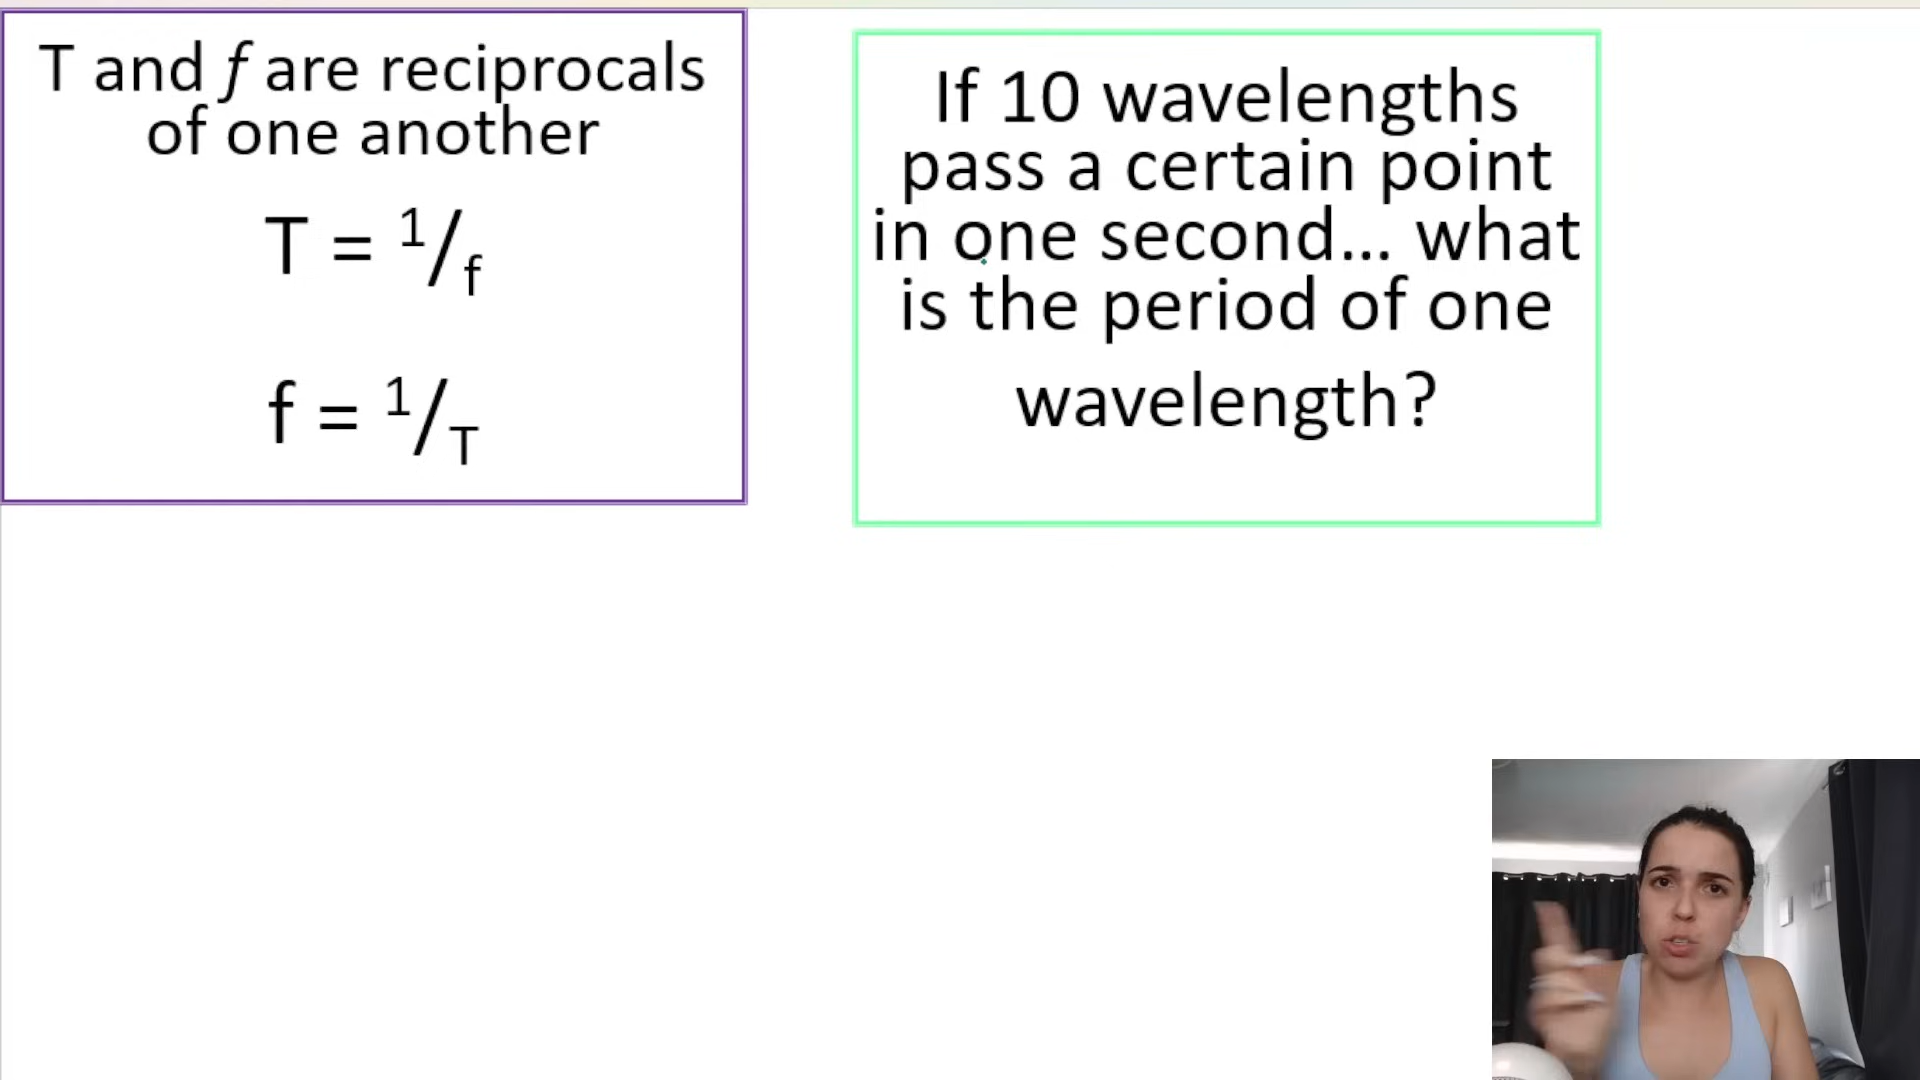 T and f are reciprocals
of one another
T = 1/f
f = 1/T
If 10 wavelengths
pass a certain point
in one second... what
is the period of one
wavelength?